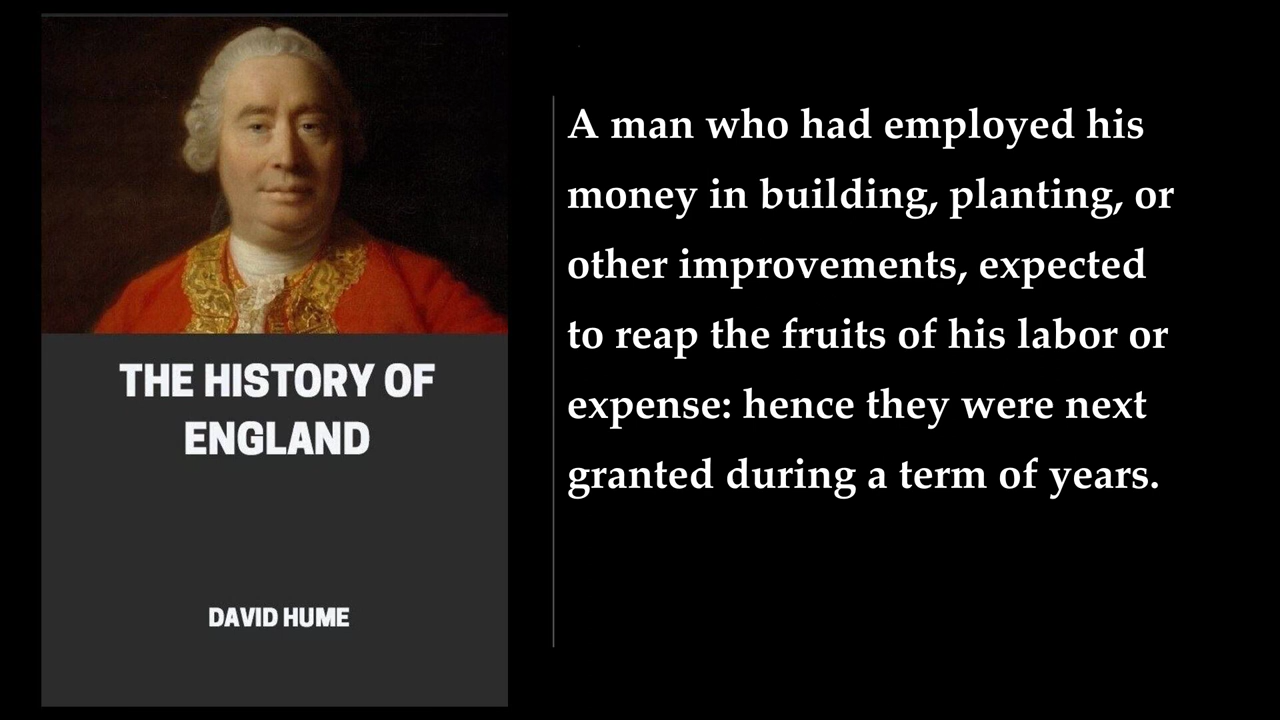 THE HISTORY OF
ENGLAND
DAVID HUME
A man who had employed his
money in building, planting, or
other improvements, expected
to reap the fruits of his labor or
expense: hence they were next
granted during a term of years.